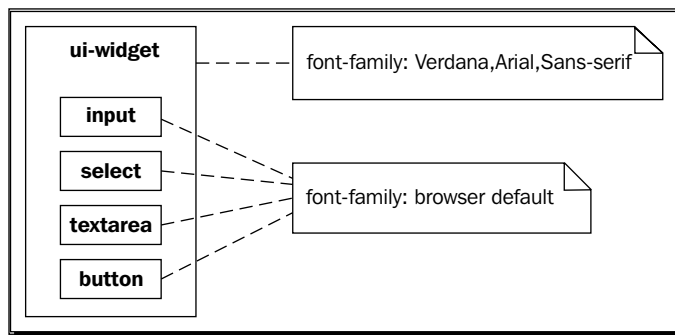 ui-widget
font-family: Verdana,Arial,Sans-serif
input
select
textarea
button
font-family: browser default